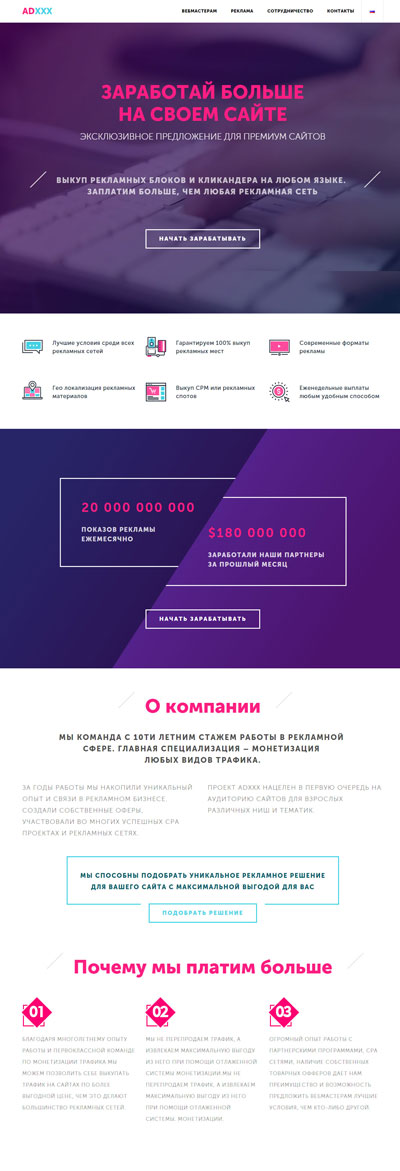 ADXXX
ВЕБМАСТЕРАМ РЕКЛАМА СОТРУДНИЧЕСТВО КОНТАКТЫ
ЗАРАБОТАЙ БОЛЬШЕ
НА СВОЕМ САЙТЕ
ЭКСКЛЮЗИВНОЕ ПРЕДЛОЖЕНИЕ ДЛЯ ПРЕМИУМ САЙТОВ
ВЫКУП РЕКЛАМНЫХ БЛОКОВ И КЛИКАНДЕРА НА ЛЮБОМ ЯЗЫКЕ.
ЗАПЛАТИМ БОЛЬШЕ, ЧЕМ ЛЮБАЯ РЕКЛАМНАЯ СЕТЬ
НАЧАТЬ ЗАРАБАТЫВАТЬ
Лучшие условия среди всех
рекламных сетей
Гарантируем 100% выкуп
рекламных мест
Современные форматы
рекламы
Гео локализация рекламных
материалов
Выкуп CPM или рекламных
спотов
Еженедельные выплаты
любым удобным способом
20 000 000 000
ПОКАЗОВ РЕКЛАМЫ
ЕЖЕМЕСЯЧНО
$180 000 000
ЗАРАБОТАЛИ НАШИ ПАРТНЕРЫ
ЗА ПРОШЛЫЙ МЕСЯЦ
НАЧАТЬ ЗАРАБАТЫВАТЬ
О компании
МЫ КОМАНДА С 10ТИ ЛЕТНИМ СТАЖЕМ РАБОТЫ В РЕКЛАМНОЙ
СФЕРЕ. ГЛАВНАЯ СПЕЦИАЛИЗАЦИЯ – МОНЕТИЗАЦИЯ
ЛЮБЫХ ВИДОВ ТРАФИКА.
ЗА ГОДЫ РАБОТЫ МЫ НАКОПИЛИ УНИКАЛЬНЫЙ
ОПЫТ И СВЯЗИ В РЕКЛАМНОМ БИЗНЕСЕ.
СОЗДАЛИ СОБСТВЕННЫЕ ОФЕРЫ,
УЧАСТВОВАЛИ ВО МНОГИХ УСПЕШНЫХ CPA
ПРОЕКТАХ И РЕКЛАМНЫХ СЕТЯХ.
ПРОЕКТ ADXXX НАЦЕЛЕН В ПЕРВУЮ ОЧЕРЕДЬ НА
АУДИТОРИЮ САЙТОВ ДЛЯ ВЗРОСЛЫХ
РАЗЛИЧНЫХ НИШ И ТЕМАТИК.
МЫ СПОСОБНЫ ПОДОБРАТЬ УНИКАЛЬНОЕ РЕКЛАМНОЕ РЕШЕНИЕ
ДЛЯ ВАШЕГО САЙТА С МАКСИМАЛЬНОЙ ВЫГОДОЙ ДЛЯ ВАС
ПОДОБРАТЬ РЕШЕНИЕ
Почему мы платим больше
01
БЛАГОДАРЯ МНОГОЛЕТНЕМУ ОПЫТУ
РАБОТЫ И ПЕРВОКЛАССНОЙ КОМАНДЕ
ПО МОНЕТИЗАЦИИ ТРАФИКА МЫ
МОЖЕМ ПОЗВОЛИТЬ СЕБЕ ВЫКУПАТЬ
ТРАФИК НА САЙТАХ ПО БОЛЕЕ
ВЫГОДНОЙ ЦЕНЕ, ЧЕМ ЭТО ДЕЛАЮТ
БОЛЬШИНСТВО РЕКЛАМНЫХ СЕТЕЙ.
02
МЫ НЕ ПЕРЕПРОДАЕМ ТРАФИК, А
ИЗВЛЕКАЕМ МАКСИМАЛЬНУЮ ВЫГОДУ
ИЗ НЕГО ПРИ ПОМОЩИ ОТЛАЖЕННОЙ
СИСТЕМЫ МОНЕТИЗАЦИИ.МЫ НЕ
ПЕРЕПРОДАЕМ ТРАФИК, А ИЗВЛЕКАЕМ
МАКСИМАЛЬНУЮ ВЫГОДУ ИЗ НЕГО
ПРИ ПОМОЩИ ОТЛАЖЕННОЙ
СИСТЕМЫ. МОНЕТИЗАЦИИ.
03
ОГРОМНЫЙ ОПЫТ РАБОТЫ С
ПАРТНЕРСКИМИ ПРОГРАММАМИ, CPA
СЕТЯМИ, НАЛИЧИЕ СОБСТВЕННЫХ
ТОВАРНЫХ ОФФЕРОВ ДАЕТ НАМ
ПРЕИМУЩЕСТВО И ВОЗМОЖНОСТЬ
ПРЕДЛОЖИТЬ ВЕБМАСТЕРАМ ЛУЧШИЕ
УСЛОВИЯ, ЧЕМ КТО-ЛИБО ДРУГОЙ.